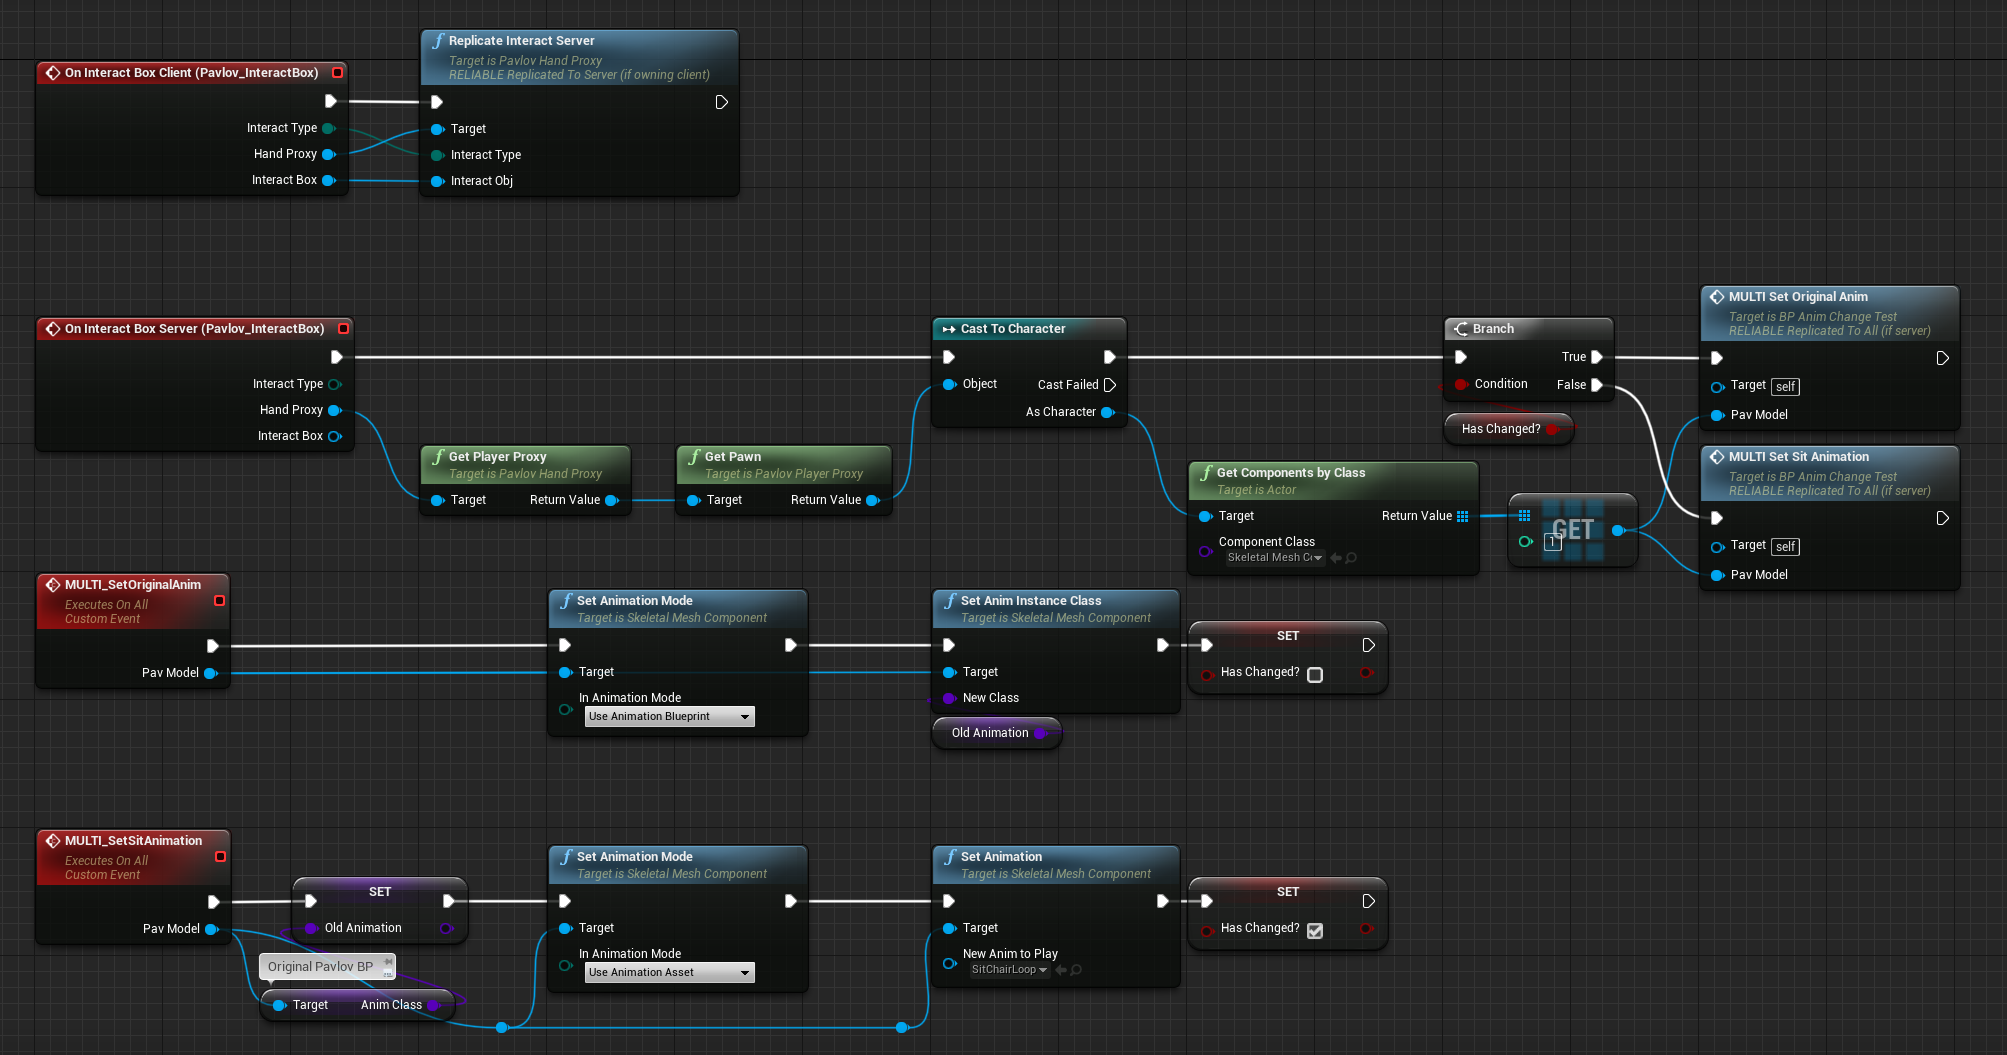 On Interact Box Client (Pavlov_InteractBox)
Interact Type
Hand Proxy
Interact Box
Replicate Interact Server
Target is Pavlov Hand Proxy
RELIABLE Replicated To Server (if owning client)
Target
Interact Type
Interact Obj
On Interact Box Server (Pavlov_InteractBox)
Interact Type
Hand Proxy
Interact Box
Get Player Proxy
Target is Pavlov Hand Proxy
Target Return Value
Get Pawn
Target is Pavlov Player Proxy
Target Return Value
Cast To Character
Object Cast Failed
As Character
Get Components by Class
Target is Actor
Target Return Value
Component Class
Skeletal Mesh Cc
Branch
True
Condition False
Has Changed?
GET
1
MULTI Set Original Anim
Target is BP Anim Change Test
RELIABLE Replicated To All (if server)
Target self
Pav Model
MULTI Set Sit Animation
Target is BP Anim Change Test
RELIABLE Replicated To All (if server)
Target self
Pav Model
MULTI_SetOriginalAnim
Executes On All
Custom Event
Pav Model
Set Animation Mode
Target is Skeletal Mesh Component
Target
In Animation Mode
Use Animation Blueprint
Set Anim Instance Class
Target is Skeletal Mesh Component
Target
New Class
Old Animation
SET
Has Changed?
MULTI_SetSitAnimation
Executes On All
Custom Event
Pav Model
SET
Old Animation
Original Pavlov BP
Target Anim Class
Set Animation Mode
Target is Skeletal Mesh Component
Target
In Animation Mode
Use Animation Asset
Set Animation
Target is Skeletal Mesh Component
Target
New Anim to Play
SitChairLoop
SET
Has Changed?